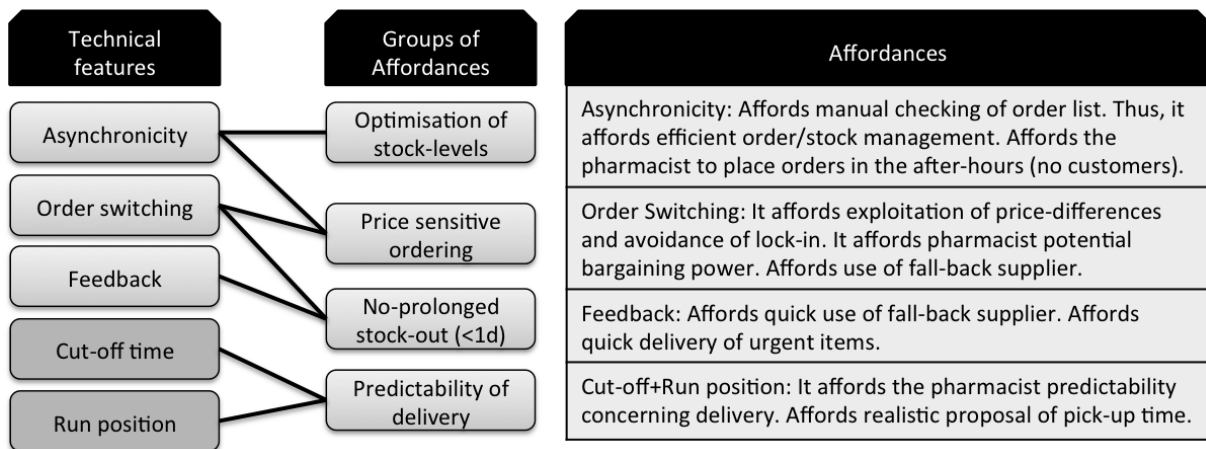 Technical
features
Groups of
Affordances
Affordances
Asynchronicity
Order switching
Feedback
Cut-off time
Run position
Optimisation of
stock-levels
Price sensitive
ordering
No-prolonged
stock-out (<1d)
Predictability of
delivery
Asynchronicity: Affords manual checking of order list. Thus, it
affords efficient order/stock management. Affords the
pharmacist to place orders in the after-hours (no customers).
Order Switching: It affords exploitation of price-differences
and avoidance of lock-in. It affords pharmacist potential
bargaining power. Affords use of fall-back supplier.
Feedback: Affords quick use of fall-back supplier. Affords
quick delivery of urgent items.
Cut-off+Run position: It affords the pharmacist predictability
concerning delivery. Affords realistic proposal of pick-up time.